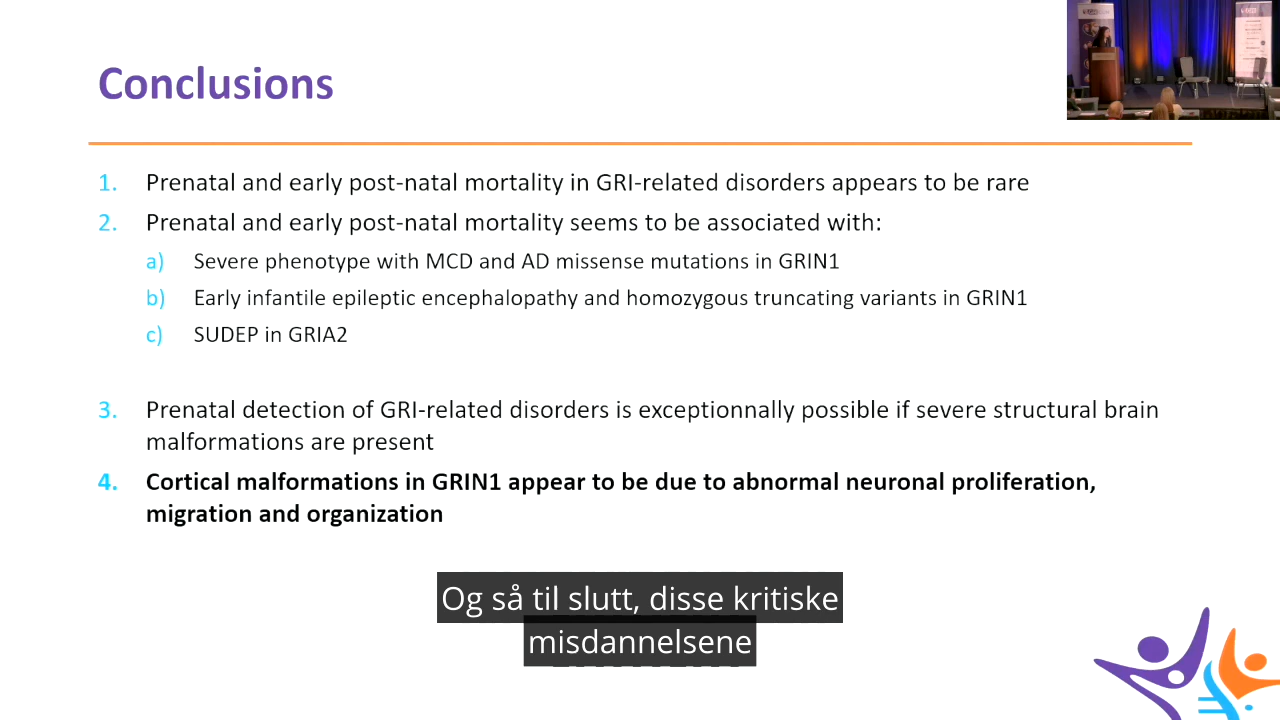 Conclusions
1. Prenatal and early post-natal mortality in GRI-related disorders appears to be rare
2. Prenatal and early post-natal mortality seems to be associated with:
a) Severe phenotype with MCD and AD missense mutations in GRIN1
b) Early infantile epileptic encephalopathy and homozygous truncating variants in GRIN1
c) SUDEP in GRIA2
3. Prenatal detection of GRI-related disorders is exceptionnally possible if severe structural brain
malformations are present
4. Cortical malformations in GRIN1 appear to be due to abnormal neuronal proliferation,
migration and organization
Og så til slutt, disse kritiske
misdannelsene